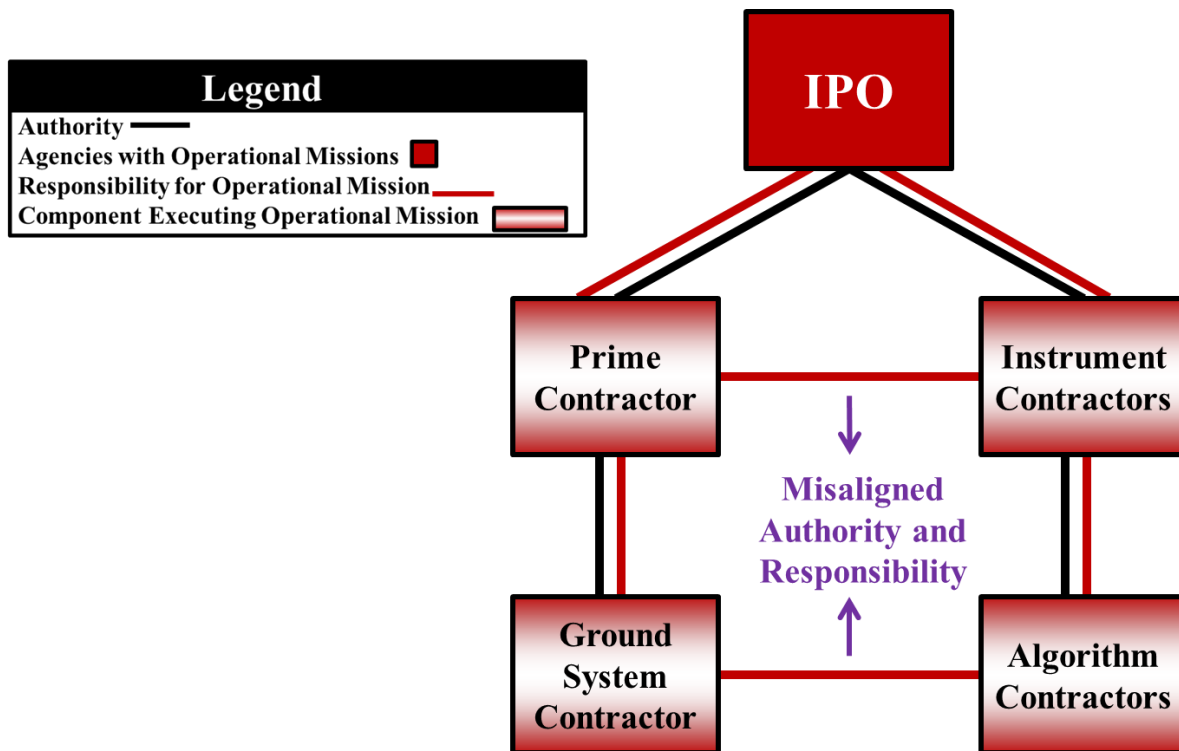 IPO
Legend
Authority
Agencies with Operational Missions
Responsibility for Operational Mission
Component Executing Operational Mission
Prime
Contractor
Instrument
Contractors
Misaligned
Authority and
Responsibility
Ground
System
Contractor
Algorithm
Contractors